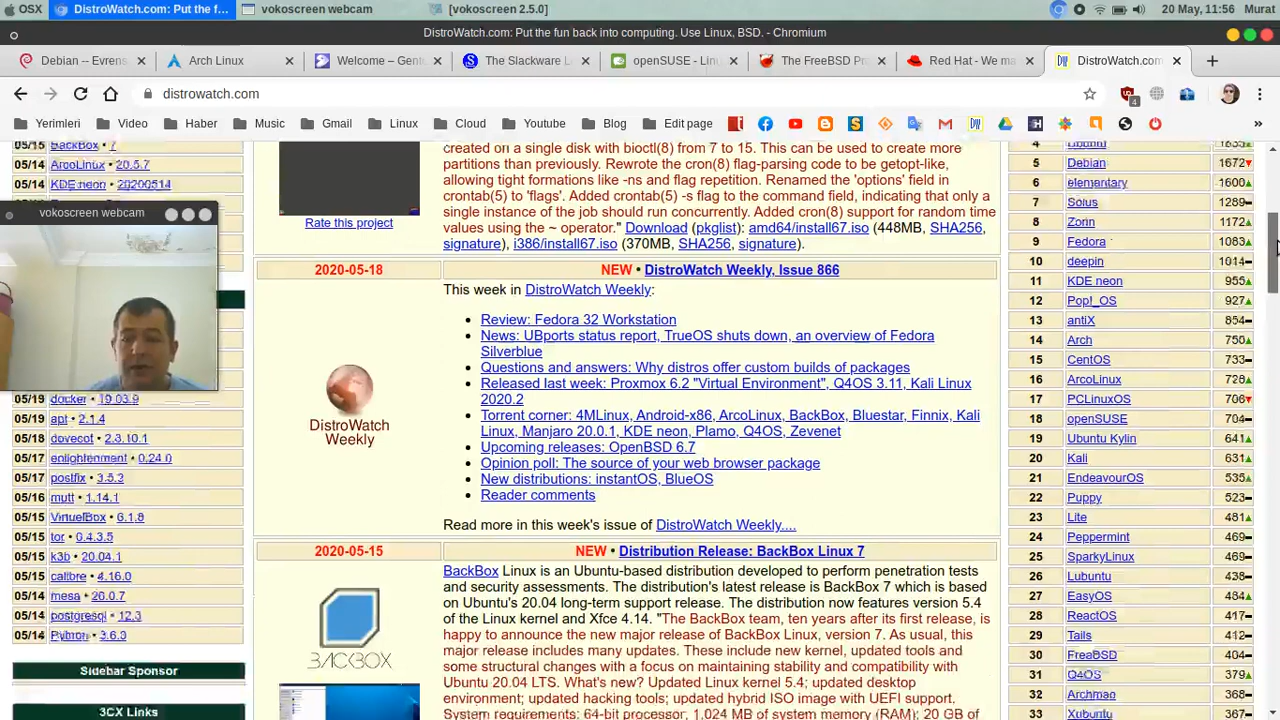 OSX
DistroWatch.com: Put the f...
vokoscreen webcam
[vokoscreen 2.5.0]
20 May, 11:56
Murat
DistroWatch.com: Put the fun back into computing. Use Linux, BSD. - Chromium
Debian -- Evrens
Arch Linux
Welcome – Gent
The Slackware L
openSUSE - Lin
The FreeBSD Pr
Red Hat - We ma
DistroWatch.com
distrowatch.com
4
Yerimleri
Video
Haber
Music
Gmail
Linux
Cloud
Youtube
Blog
Edit page
»
05/15 BackBox • 7
05/14 ArcoLinux • 20.5.7
05/14 KDE neon • 20200514
vokoscreen webcam
05/19 docker • 19.03.9
05/19 apt • 2.1.4
05/18 dovecot • 2.3.10.1
05/17 enlightenment • 0.24.0
05/17 postfix • 3.5.2
05/16 mutt • 1.14.1
05/15 VirtualBox • 6.1.8
05/15 tor • 0.4.3.5
05/15 k3b • 20.04.1
05/15 calibre • 4.16.0
05/14 mesa • 20.0.7
05/14 postgresql • 12.3
05/14 Python • 3.6.0
Sidebar Sponsor
3CX Links
Rate this project
created on a single disk with bioctl(8) from 7 to 15. This can be used to create more
partitions than previously. Rewrote the cron(8) flag-parsing code to be getopt-like,
allowing tight formations like -ns and flag repetition. Renamed the 'options' field in
crontab(5) to 'flags'. Added crontab(5) -s flag to the command field, indicating that only a
single instance of the job should run concurrently. Added cron(8) support for random time
values using the ~ operator." Download (pkglist): amd64/install67.iso (448MB, SHA256,
signature), i386/install67.iso (370MB, SHA256, signature).
2020-05-18
NEW • DistroWatch Weekly, Issue 866
DistroWatch
Weekly
This week in DistroWatch Weekly:
• Review: Fedora 32 Workstation
• News: UBports status report, TrueOS shuts down, an overview of Fedora
Silverblue
• Questions and answers: Why distros offer custom builds of packages
• Released last week: Proxmox 6.2 "Virtual Environment", Q4OS 3.11, Kali Linux
2020.2
• Torrent corner: 4MLinux, Android-x86, ArcoLinux, BackBox, Bluestar, Finnix, Kali
Linux, Manjaro 20.0.1, KDE neon, Plamo, Q4OS, Zevenet
• Upcoming releases: OpenBSD 6.7
• Opinion poll: The source of your web browser package
• New distributions: instantOS, BlueOS
• Reader comments
Read more in this week's issue of DistroWatch Weekly....
2020-05-15
NEW • Distribution Release: BackBox Linux 7
BACKBOX
BackBox Linux is an Ubuntu-based distribution developed to perform penetration tests
and security assessments. The distribution's latest release is BackBox 7 which is based
on Ubuntu's 20.04 long-term support release. The distribution now features version 5.4
of the Linux kernel and Xfce 4.14. "The BackBox team, ten years after its first release, is
happy to announce the new major release of BackBox Linux, version 7. As usual, this
major release includes many updates. These include new kernel, updated tools and
some structural changes with a focus on maintaining stability and compatibility with
Ubuntu 20.04 LTS. What's new? Updated Linux kernel 5.4; updated desktop
environment; updated hacking tools; updated hybrid ISO image with UEFI support.
System requirements: 64-bit processor, 1,024 MB of system memory (RAM); 20 GB of
4 Ubuntu 1635
5 Debian 1672
6 elementary 1600
7 Solus 1289
8 Zorin 1172
9 Fedora 1083
10 deepin 1014
11 KDE neon 955
12 Pop!_OS 927
13 antiX 854
14 Arch 750
15 CentOS 733
16 ArcoLinux 728
17 PCLinuxOS 706
18 openSUSE 704
19 Ubuntu Kylin 641
20 Kali 631
21 EndeavourOS 535
22 Puppy 523
23 Lite 481
24 Peppermint 469
25 SparkyLinux 469
26 Lubuntu 438
27 EasyOS 484
28 ReactOS 417
29 Tails 412
30 FreeBSD 404
31 Q4OS 379
32 Archman 368
33 Xubuntu 367